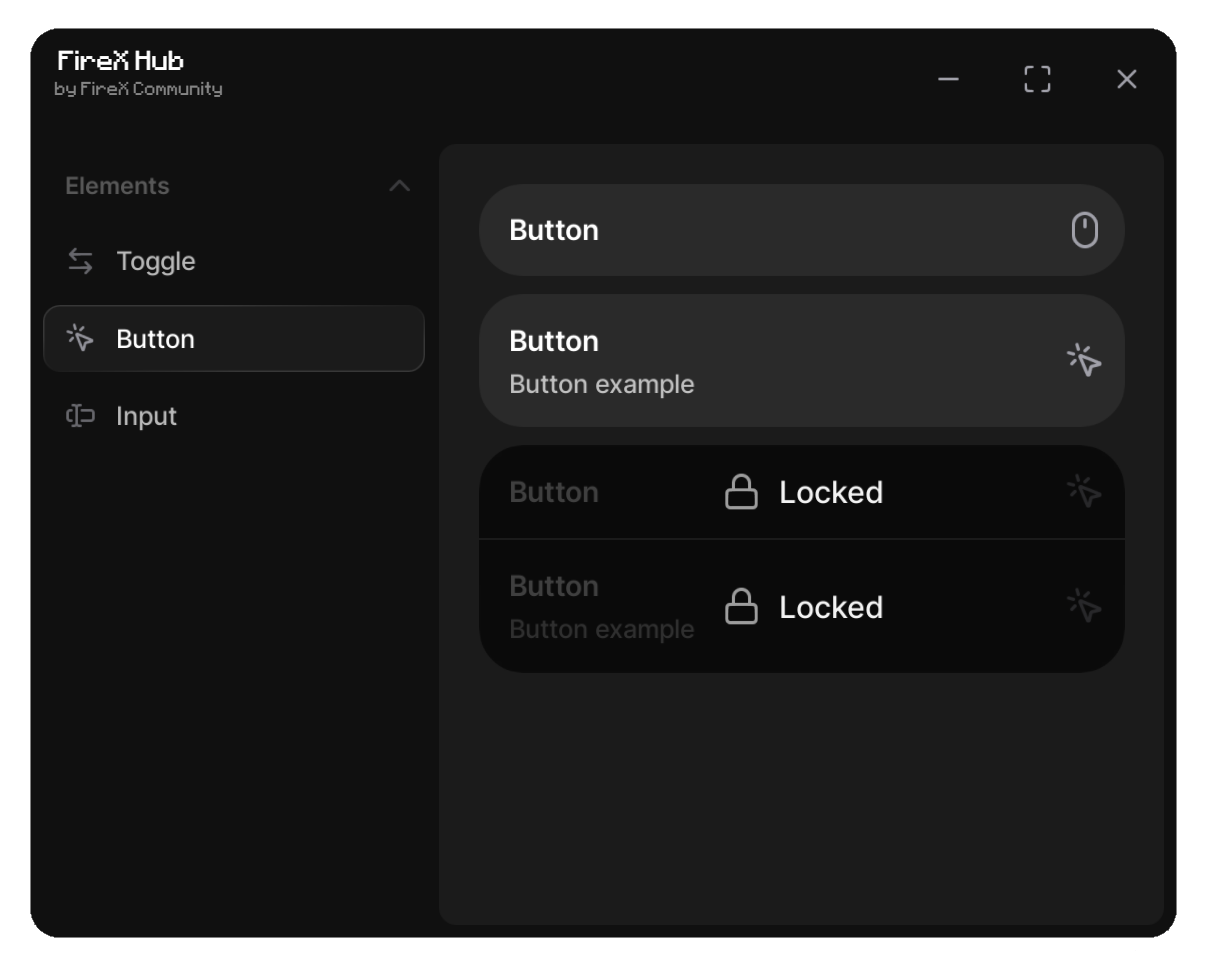 FireX Hub
by FireX Community
Elements
Toggle
Button
Input
Button
Button
Button example
Button
Locked
Button
Button example
Locked